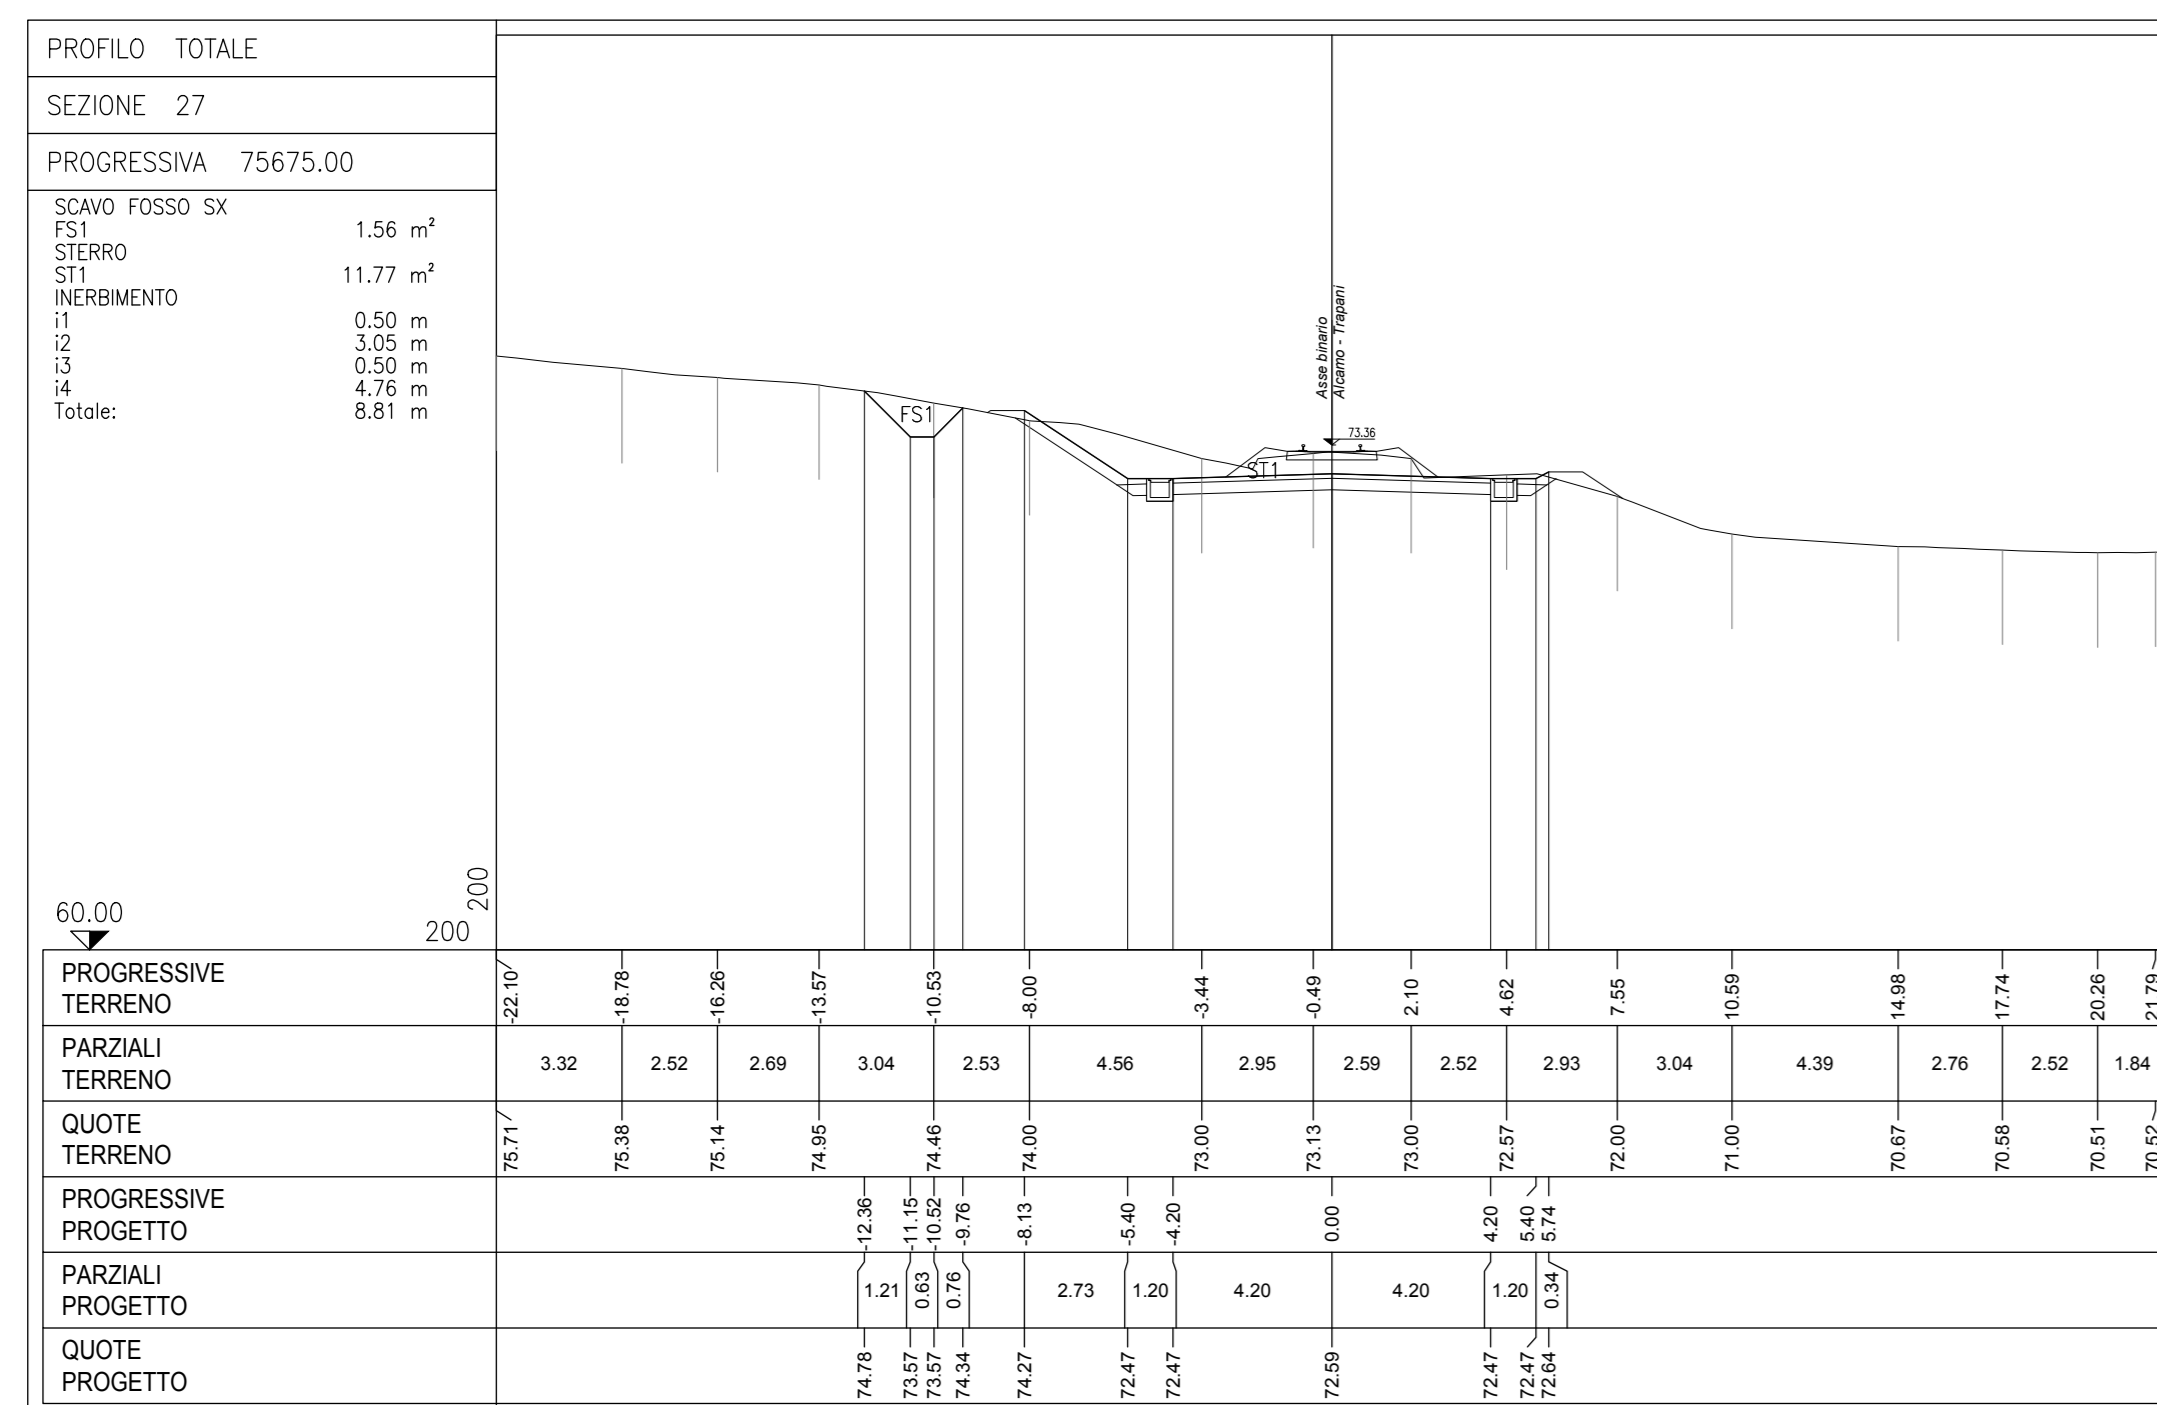 PROFILO TOTALE
SEZIONE 27
PROGRESSIVA 75675.00
SCAVO FOSSO SX
FS1 1.56 m²
STERRO
ST1 11.77 m²
INERBIMENTO
i1 0.50 m
i2 3.05 m
i3 0.50 m
i4 4.76 m
Totale: 8.81 m
Asse binario
Alcamo - Trapani
FS1
73.36
ST1
200
60.00
200
PROGRESSIVE
TERRENO
-22.10 -18.78 -16.26 -13.57 -10.53 -8.00 -3.44 -0.49 2.10 4.62 7.55 10.59 14.98 17.74 20.26 21.79
PARZIALI
TERRENO
3.32 2.52 2.69 3.04 2.53 4.56 2.95 2.59 2.52 2.93 3.04 4.39 2.76 2.52 1.84
QUOTE
TERRENO
75.71 75.38 75.14 74.95 74.46 74.00 73.00 73.13 73.00 72.57 72.00 71.00 70.67 70.58 70.51 70.52
PROGRESSIVE
PROGETTO
-12.36 -11.15 -10.52 -9.76 -8.13 -5.40 -4.20 0.00 4.20 5.40 5.74
PARZIALI
PROGETTO
1.21 0.63 0.76 2.73 1.20 4.20 4.20 1.20 0.34
QUOTE
PROGETTO
74.78 73.57 73.57 74.34 74.27 72.47 72.47 72.59 72.47 72.47 72.64